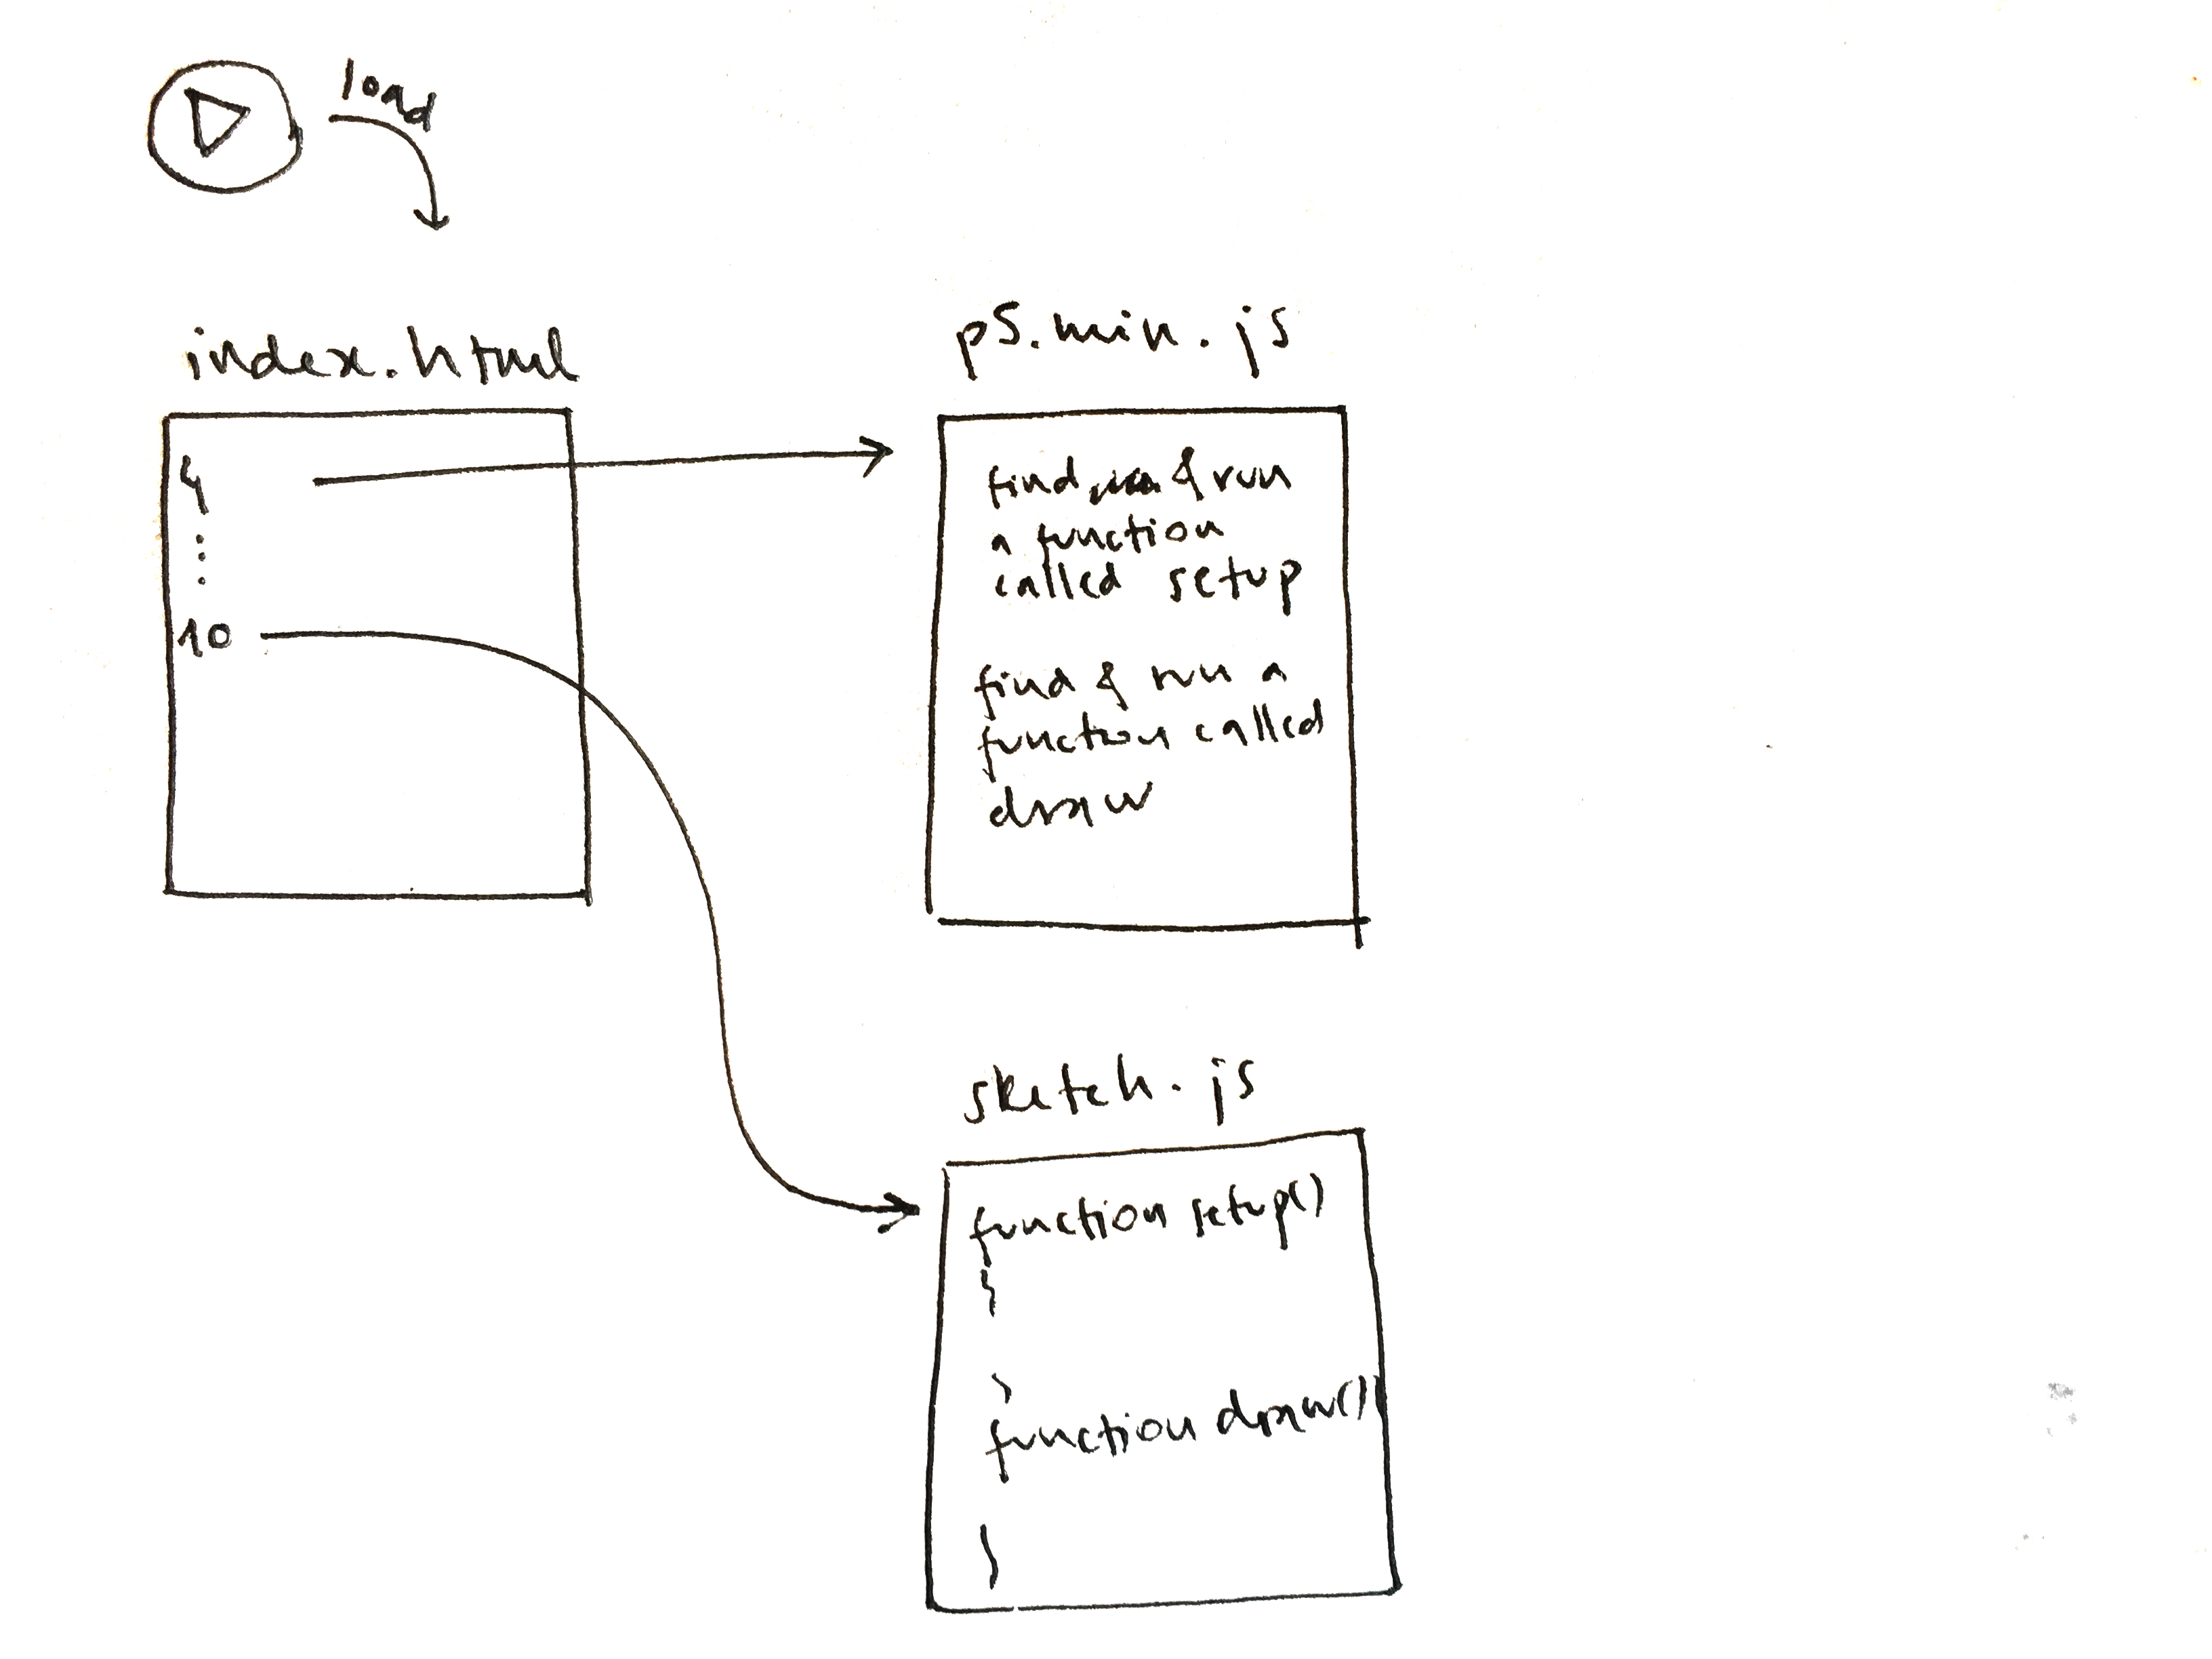 load
index.html
4
10
p5.min.js
find & run
a function
called setup
find & run a
function called
draw
sketch.js
function setup()
{
}
function draw(){
}